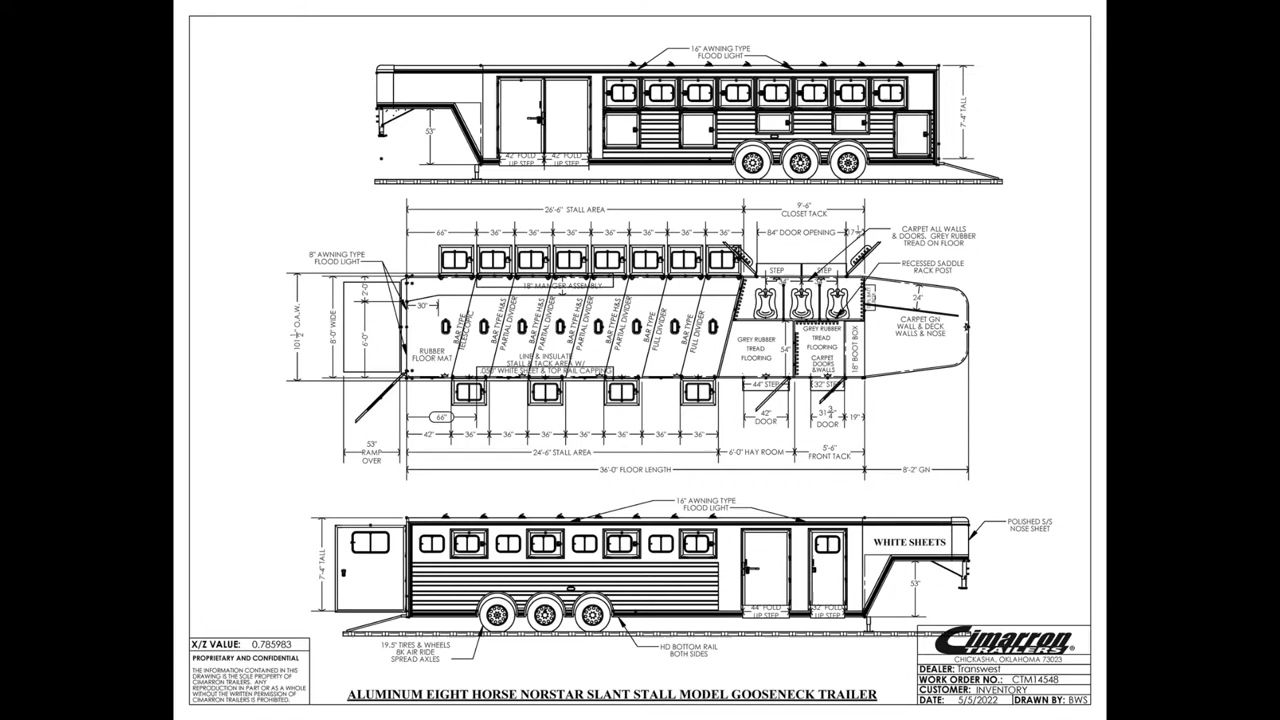 16" AWNING TYPE
FLOOD LIGHT
53"
42" FOLD
UP STEP
42" FOLD
UP STEP
7'-4" TALL
26'-6" STALL AREA
9'-6"
CLOSET TACK
66"
36"
36"
36"
36"
36"
36"
36"
84" DOOR OPENING
CARPET ALL WALLS
& DOORS, GREY RUBBER
TREAD ON FLOOR
8" AWNING TYPE
FLOOD LIGHT
RECESSED SADDLE
RACK POST
STEP
STEP
18" MANGER ASSEMBLY
101½" O.A.W.
8'-0" WIDE
2'-0"
6'-0"
30"
BAR TYPE
TELESCOPIC
BAR TYPE H&S
PARTIAL DIVIDER
BAR TYPE H&S
PARTIAL DIVIDER
BAR TYPE H&S
PARTIAL DIVIDER
BAR TYPE H&S
PARTIAL DIVIDER
BAR TYPE
FULL DIVIDER
BAR TYPE
FULL DIVIDER
24"
CARPET GN
WALL & DECK
WALLS & NOSE
RUBBER
FLOOR MAT
LINE & INSULATE
STALL & TACK AREA W/
.050" WHITE SHEET & TOP RAIL CAPPING
GREY RUBBER
TREAD
FLOORING
54"
GREY RUBBER
TREAD
FLOORING
CARPET
DOORS
&WALLS
18" BOOT BOX
44" STEP
32" STEP
66"
42"
DOOR
31¾"
DOOR
19"
42"
36"
36"
36"
36"
36"
36"
36"
53"
RAMP
OVER
24'-6" STALL AREA
6'-0" HAY ROOM
5'-6"
FRONT TACK
36'-0" FLOOR LENGTH
8'-2" GN
16" AWNING TYPE
FLOOD LIGHT
POLISHED S/S
NOSE SHEET
WHITE SHEETS
7'-4" TALL
53"
44" FOLD
UP STEP
32" FOLD
UP STEP
19.5" TIRES & WHEELS
8K AIR RIDE
SPREAD AXLES
HD BOTTOM RAIL
BOTH SIDES
X/Z VALUE: 0.785983
PROPRIETARY AND CONFIDENTIAL
THE INFORMATION CONTAINED IN THIS
DRAWING IS THE SOLE PROPERTY OF
CIMARRON TRAILERS. ANY
REPRODUCTION IN PART OR AS A WHOLE
WITHOUT THE WRITTEN PERMISSION OF
CIMARRON TRAILERS IS PROHIBITED.
ALUMINUM EIGHT HORSE NORSTAR SLANT STALL MODEL GOOSENECK TRAILER
Cimarron
TRAILERS®
CHICKASHA, OKLAHOMA 73023
DEALER: Transwest
WORK ORDER NO.: CTM14548
CUSTOMER: INVENTORY
DATE: 5/5/2022 DRAWN BY: BWS